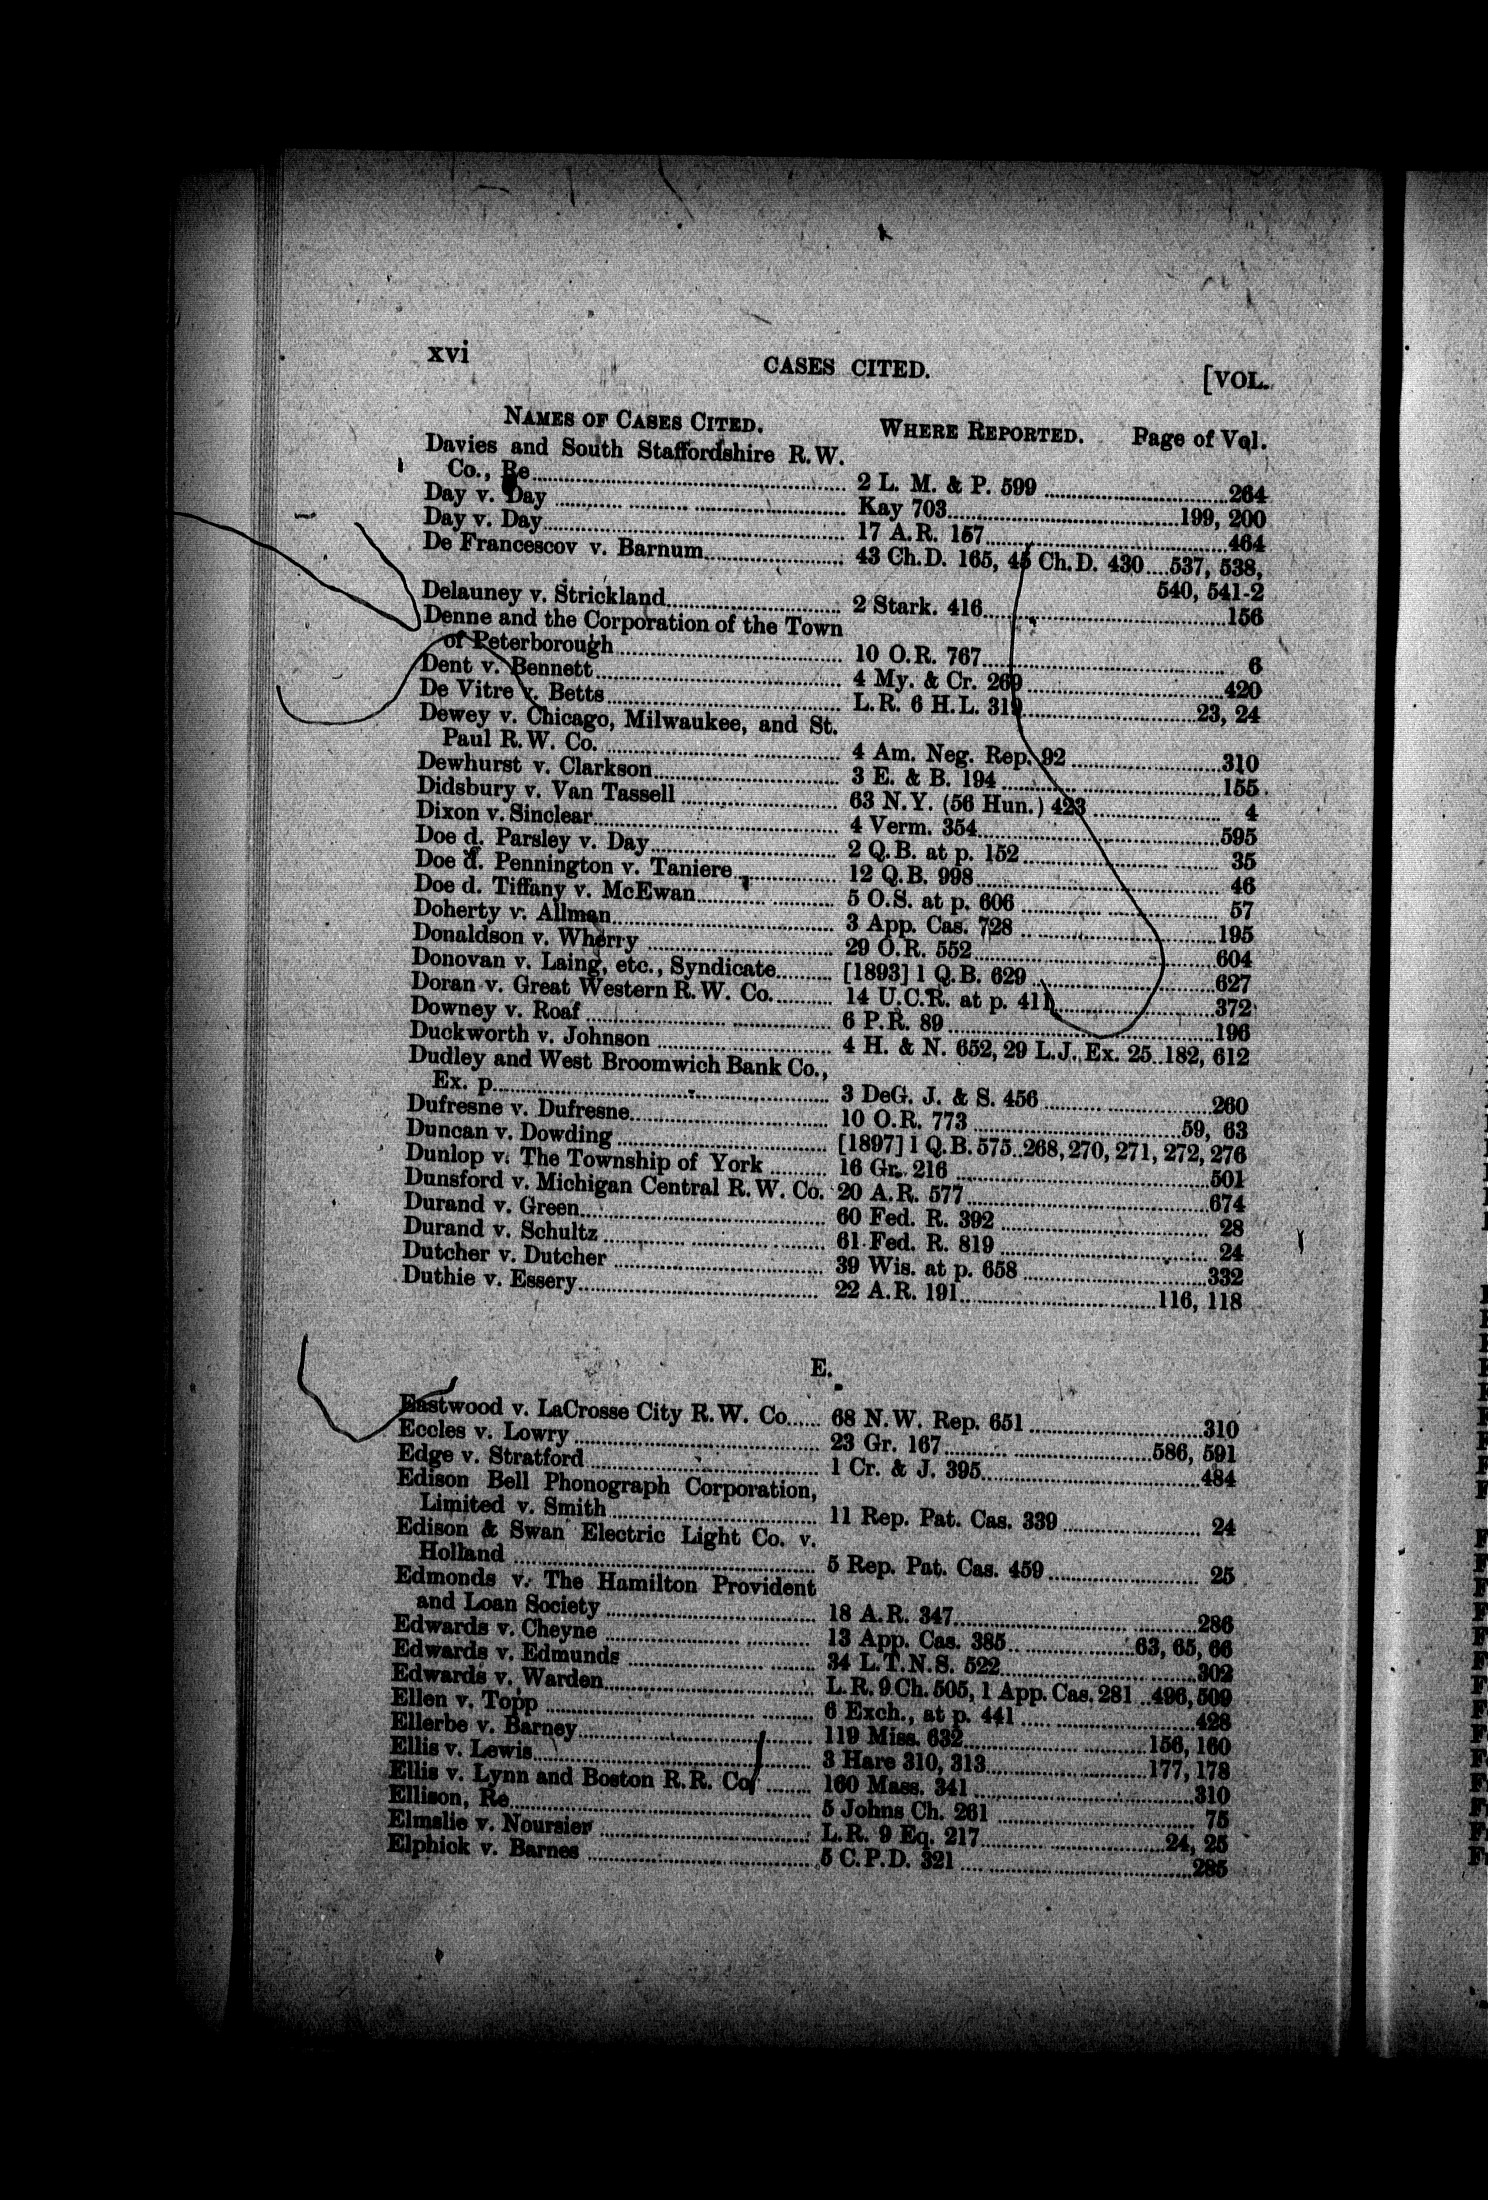 xvi CASES CITED. [VOL.
NAMES OF CASES CITED. WHERE REPORTED. Page of Vol.
Davies and South Staffordshire R.W.
Co., Re 2 L. M. & P. 599 264
Day v. Day Kay 703 199, 200
Day v. Day 17 A.R. 157 464
De Francescov v. Barnum 43 Ch.D. 165, 45 Ch.D. 430 537, 538,
540, 541-2
Delauney v. Strickland 2 Stark. 416 156
Denne and the Corporation of the Town
of Peterborough 10 O.R. 767 6
Dent v. Bennett 4 My. & Cr. 269 420
De Vitre v. Betts L.R. 6 H.L. 319 23, 24
Dewey v. Chicago, Milwaukee, and St.
Paul R.W. Co. 4 Am. Neg. Rep. 92 310
Dewhurst v. Clarkson 3 E. & B. 194 155
Didsbury v. Van Tassell 63 N.Y. (56 Hun.) 423 4
Dixon v. Sinclear 4 Verm. 354 595
Doe d. Parsley v. Day 2 Q.B. at p. 152 35
Doe d. Pennington v. Taniere 12 Q.B. 998 46
Doe d. Tiffany v. McEwan 5 O.S. at p. 606 57
Doherty v. Allman 3 App. Cas. 728 195
Donaldson v. Wherry 29 O.R. 552 604
Donovan v. Laing, etc., Syndicate [1893] 1 Q.B. 629 627
Doran v. Great Western R.W. Co. 14 U.C.R. at p. 411 372
Downey v. Roaf 6 P.R. 89 196
Duckworth v. Johnson 4 H. & N. 652, 29 L.J., Ex. 25 182, 612
Dudley and West Broomwich Bank Co.,
Ex. p. 3 DeG. J. & S. 456 260
Dufresne v. Dufresne 10 O.R. 773 59, 63
Duncan v. Dowding [1897] 1 Q.B. 575 268, 270, 271, 272, 276
Dunlop v. The Township of York 16 Gr. 216 501
Dunsford v. Michigan Central R.W. Co. 20 A.R. 577 674
Durand v. Green 60 Fed. R. 392 28
Durand v. Schultz 61 Fed. R. 819 24
Dutcher v. Dutcher 39 Wis. at p. 658 332
Duthie v. Essery 22 A.R. 191 116, 118
E.
Eastwood v. LaCrosse City R.W. Co. 68 N.W. Rep. 651 310
Eccles v. Lowry 23 Gr. 167 586, 591
Edge v. Stratford 1 Cr. & J. 395 484
Edison Bell Phonograph Corporation,
Limited v. Smith 11 Rep. Pat. Cas. 339 24
Edison & Swan Electric Light Co. v.
Holland 5 Rep. Pat. Cas. 459 25
Edmonds v. The Hamilton Provident
and Loan Society 18 A.R. 347 286
Edwards v. Cheyne 13 App. Cas. 385 63, 65, 66
Edwards v. Edmunds 34 L.T.N.S. 522 302
Edwards v. Warden L.R. 9 Ch. 505, 1 App. Cas. 281 496, 509
Ellen v. Topp 6 Exch., at p. 441 428
Ellerbe v. Barney 119 Miss. 632 156, 160
Ellis v. Lewis 3 Hare 310, 313 177, 178
Ellis v. Lynn and Boston R.R. Co. 160 Mass. 341 310
Ellison, Re 5 Johns Ch. 261 75
Elmslie v. Noursier L.R. 9 Eq. 217 24, 25
Elphick v. Barnes 5 C.P.D. 321 285